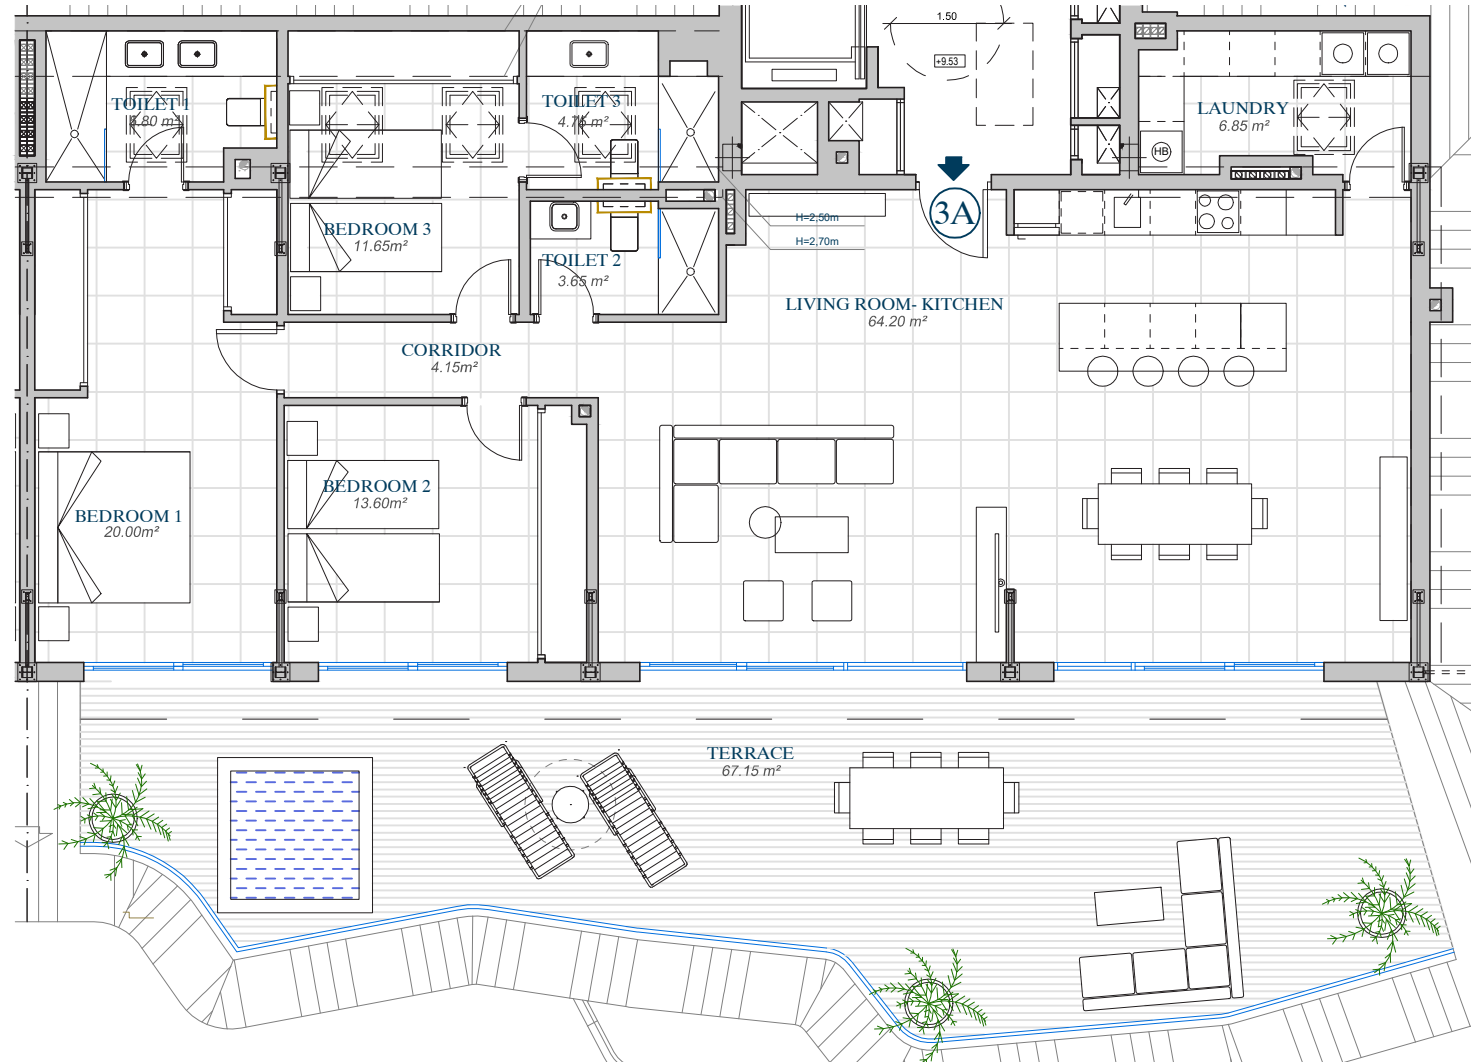 1.50
+9.53
TOILET 1
5.80 m²
TOILET 3
4.75 m²
LAUNDRY
6.85 m²
HB
3A
H=2,50m
H=2,70m
BEDROOM 3
11.65m²
TOILET 2
3.65 m²
LIVING ROOM- KITCHEN
64.20 m²
CORRIDOR
4.15m²
BEDROOM 2
13.60m²
BEDROOM 1
20.00m²
TERRACE
67.15 m²